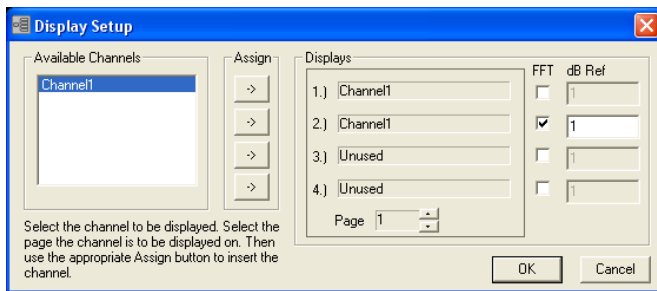 Display Setup
Available Channels
Channel1
Assign
->
->
->
->
Displays
FFT dB Ref
1.) Channel1 1
2.) Channel1 1
3.) Unused 1
4.) Unused 1
Page 1
Select the channel to be displayed. Select the
page the channel is to be displayed on. Then
use the appropriate Assign button to insert the
channel.
OK Cancel